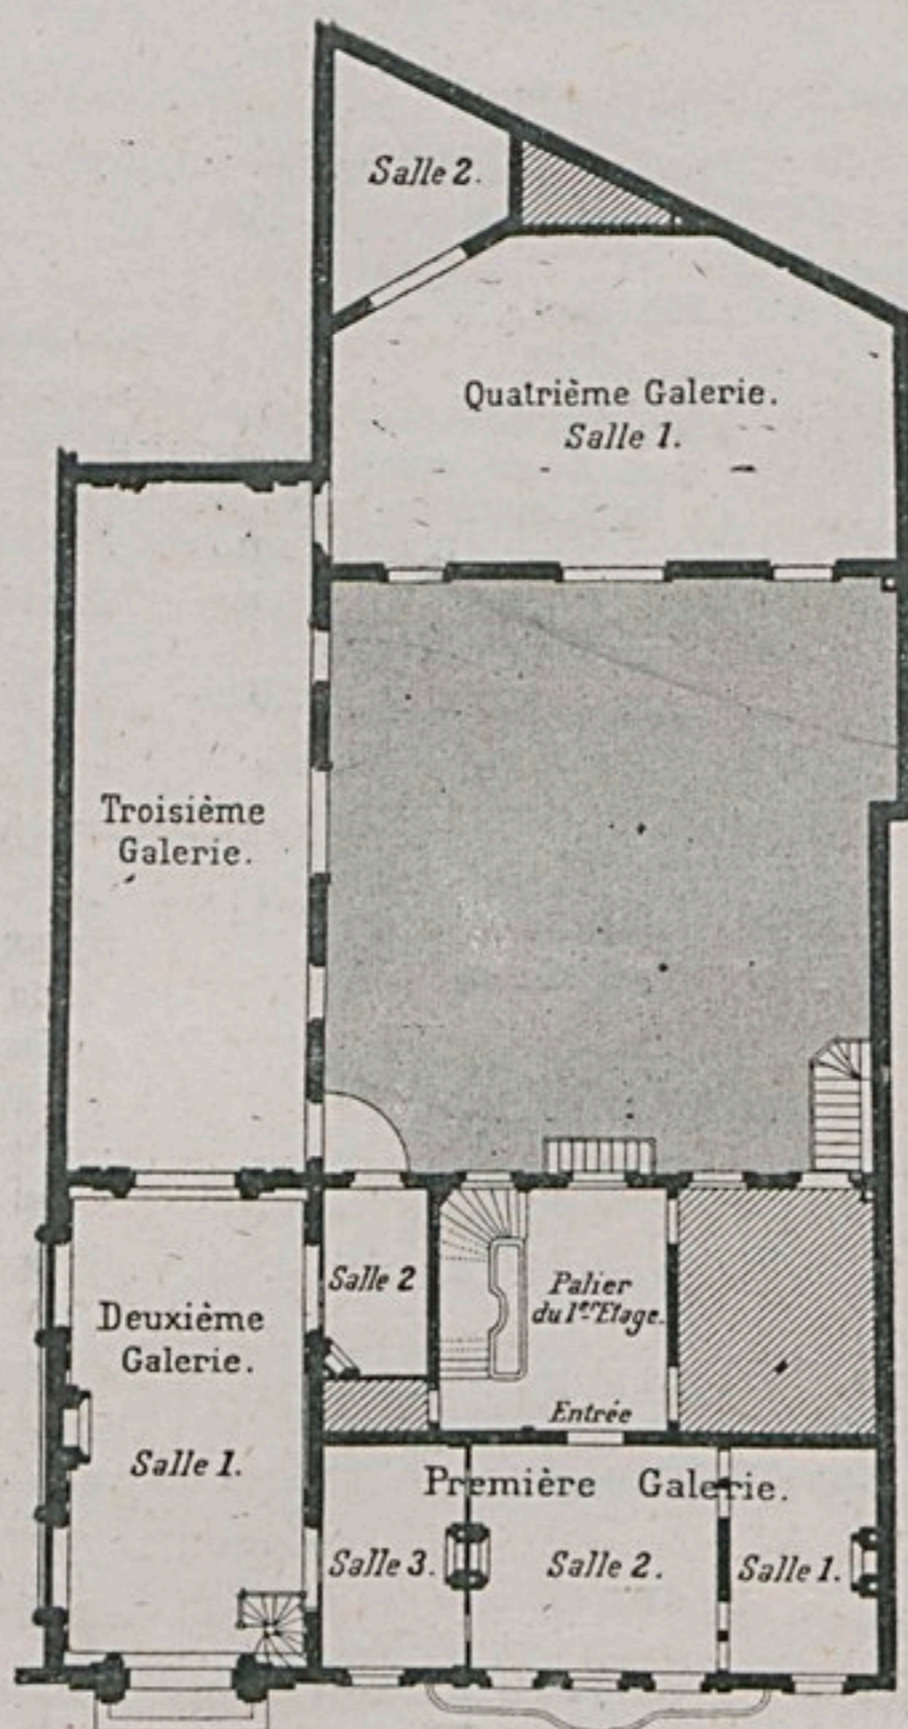 Salle 2.
Quatrième Galerie.
Salle 1.
Troisième
Galerie.
Deuxième
Galerie.
Salle 1.
Salle 2
Palier
du 1er Etage.
Entrée
Première Galerie.
Salle 3.
Salle 2.
Salle 1.